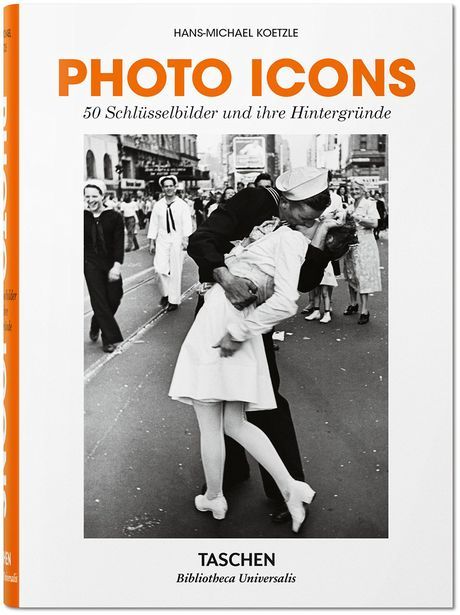 HANS-MICHAEL KOETZLE
PHOTO ICONS
50 Schlüsselbilder und ihre Hintergründe
TASCHEN
Bibliotheca Universalis